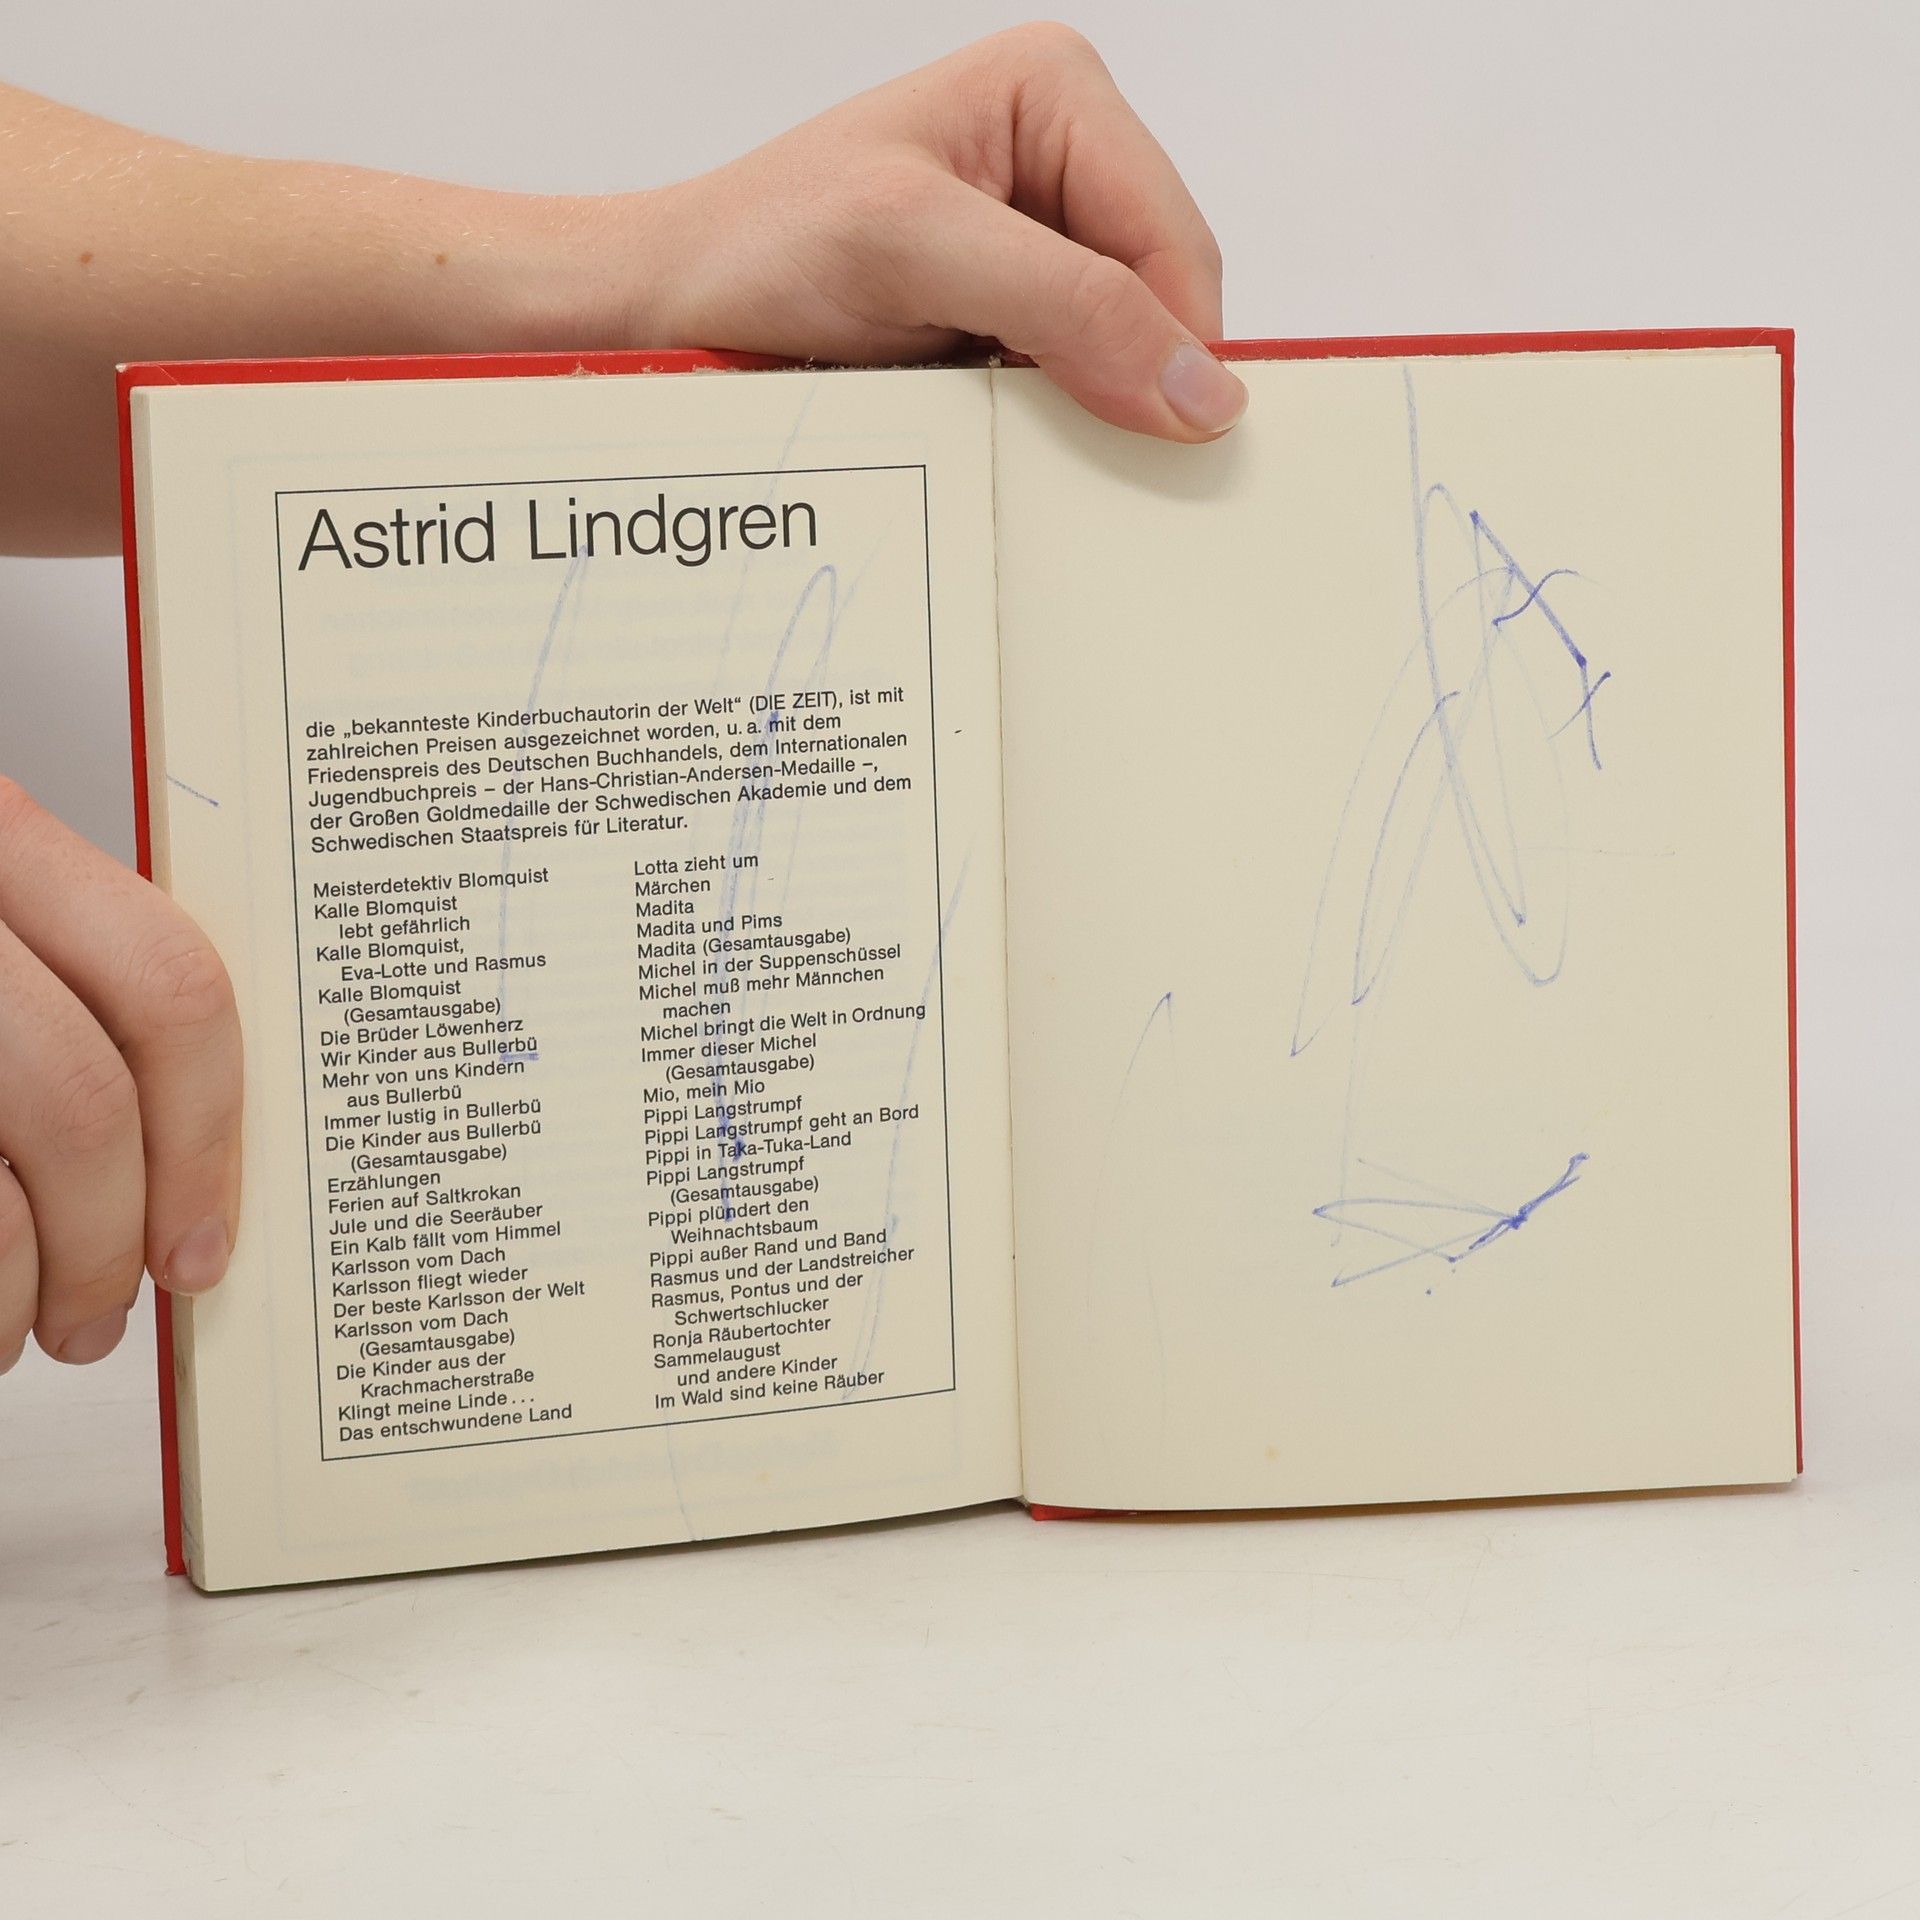 Astrid Lindgren
die „bekannteste Kinderbuchautorin der Welt“ (DIE ZEIT), ist mit
zahlreichen Preisen ausgezeichnet worden, u. a. mit dem
Friedenspreis des Deutschen Buchhandels, dem Internationalen
Jugendbuchpreis – der Hans-Christian-Andersen-Medaille –,
der Großen Goldmedaille der Schwedischen Akademie und dem
Schwedischen Staatspreis für Literatur.
Meisterdetektiv Blomquist
Kalle Blomquist
lebt gefährlich
Kalle Blomquist,
Eva-Lotte und Rasmus
Kalle Blomquist
(Gesamtausgabe)
Die Brüder Löwenherz
Wir Kinder aus Bullerbü
Mehr von uns Kindern
aus Bullerbü
Immer lustig in Bullerbü
Die Kinder aus Bullerbü
(Gesamtausgabe)
Erzählungen
Ferien auf Saltkrokan
Jule und die Seeräuber
Ein Kalb fällt vom Himmel
Karlsson vom Dach
Karlsson fliegt wieder
Der beste Karlsson der Welt
Karlsson vom Dach
(Gesamtausgabe)
Die Kinder aus der
Krachmacherstraße
Klingt meine Linde . . .
Das entschwundene Land
Lotta zieht um
Märchen
Madita
Madita und Pims
Madita (Gesamtausgabe)
Michel in der Suppenschüssel
Michel muß mehr Männchen
machen
Michel bringt die Welt in Ordnung
Immer dieser Michel
(Gesamtausgabe)
Mio, mein Mio
Pippi Langstrumpf
Pippi Langstrumpf geht an Bord
Pippi in Taka-Tuka-Land
Pippi Langstrumpf
(Gesamtausgabe)
Pippi plündert den
Weihnachtsbaum
Pippi außer Rand und Band
Rasmus und der Landstreicher
Rasmus, Pontus und der
Schwertschlucker
Ronja Räubertochter
Sammelaugust
und andere Kinder
Im Wald sind keine Räuber